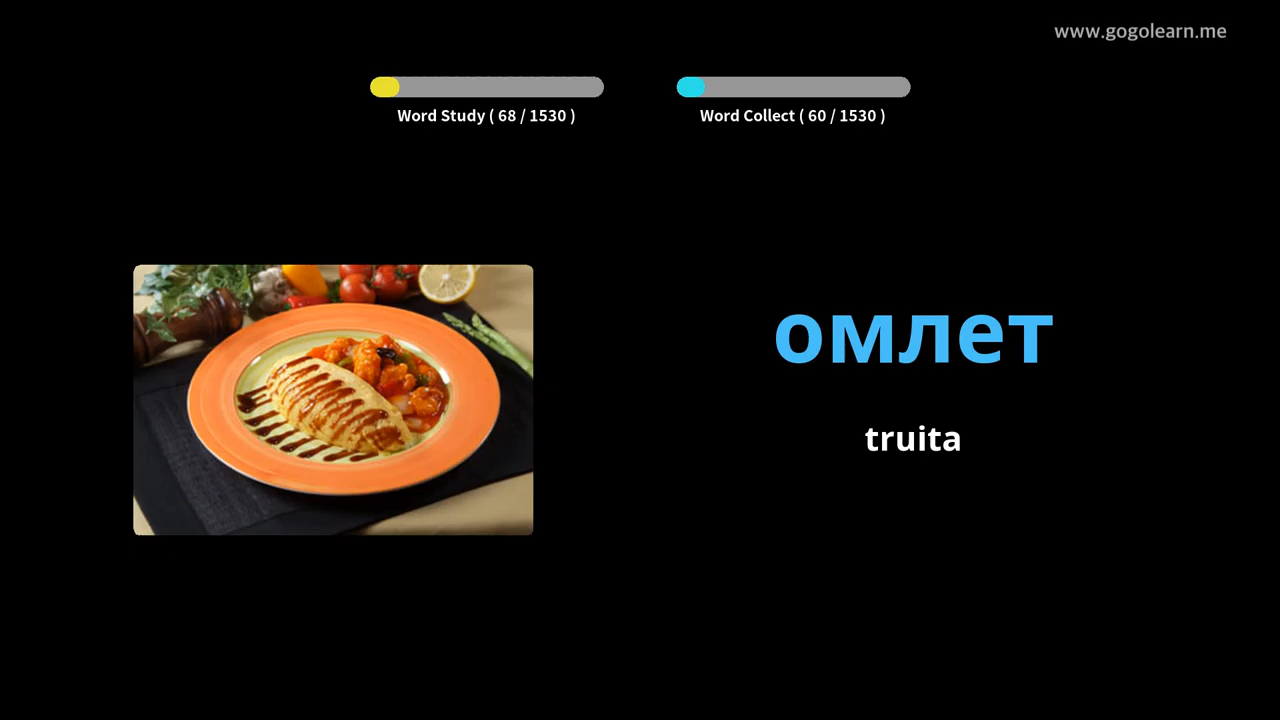 www.gogolearn.me
Word Study ( 68 / 1530 )
Word Collect ( 60 / 1530 )
омлет
truita